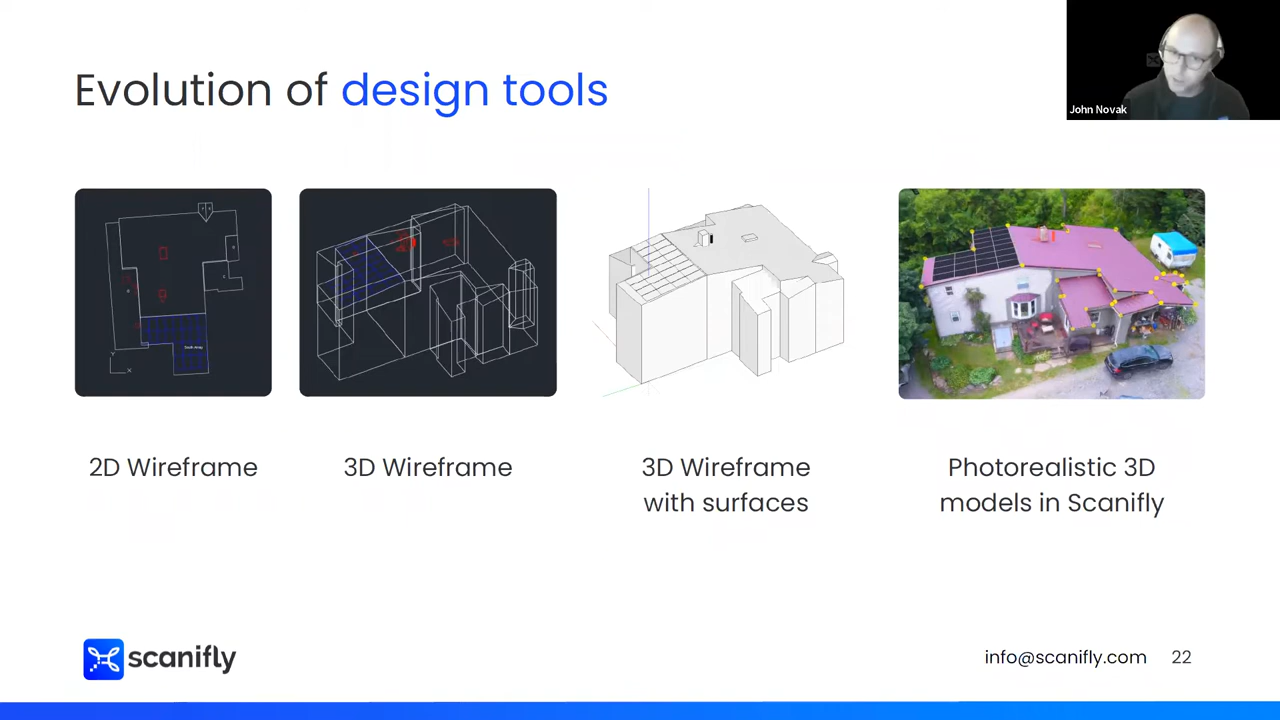 Evolution of design tools
John Novak
Y
X
2D Wireframe
3D Wireframe
3D Wireframe
with surfaces
Photorealistic 3D
models in Scanifly
scanifly
info@scanifly.com
22